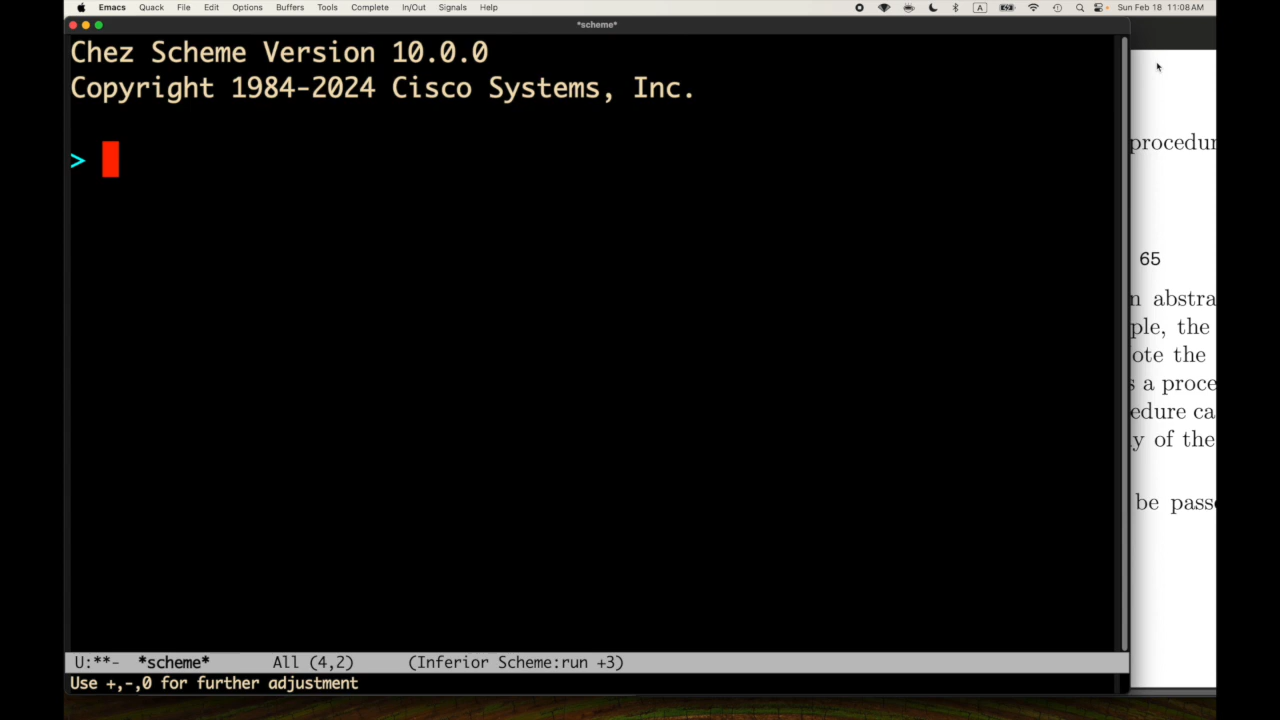 Emacs Quack File Edit Options Buffers Tools Complete In/Out Signals Help A Sun Feb 18 11:08 AM
*scheme*
Chez Scheme Version 10.0.0
Copyright 1984-2024 Cisco Systems, Inc.
>
procedur
65
n abstra
ple, the
ote the
s a proce
edure ca
y of the
be passe
U:**- *scheme* All (4,2) (Inferior Scheme:run +3)
Use +,-,0 for further adjustment